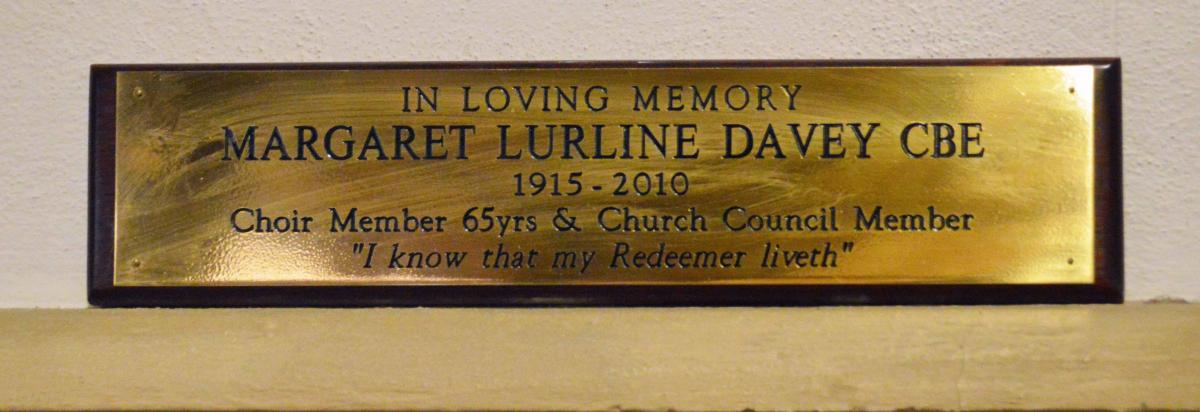 IN LOVING MEMORY
MARGARET LURLINE DAVEY CBE
1915 - 2010
Choir Member 65yrs & Church Council Member
"I know that my Redeemer liveth"